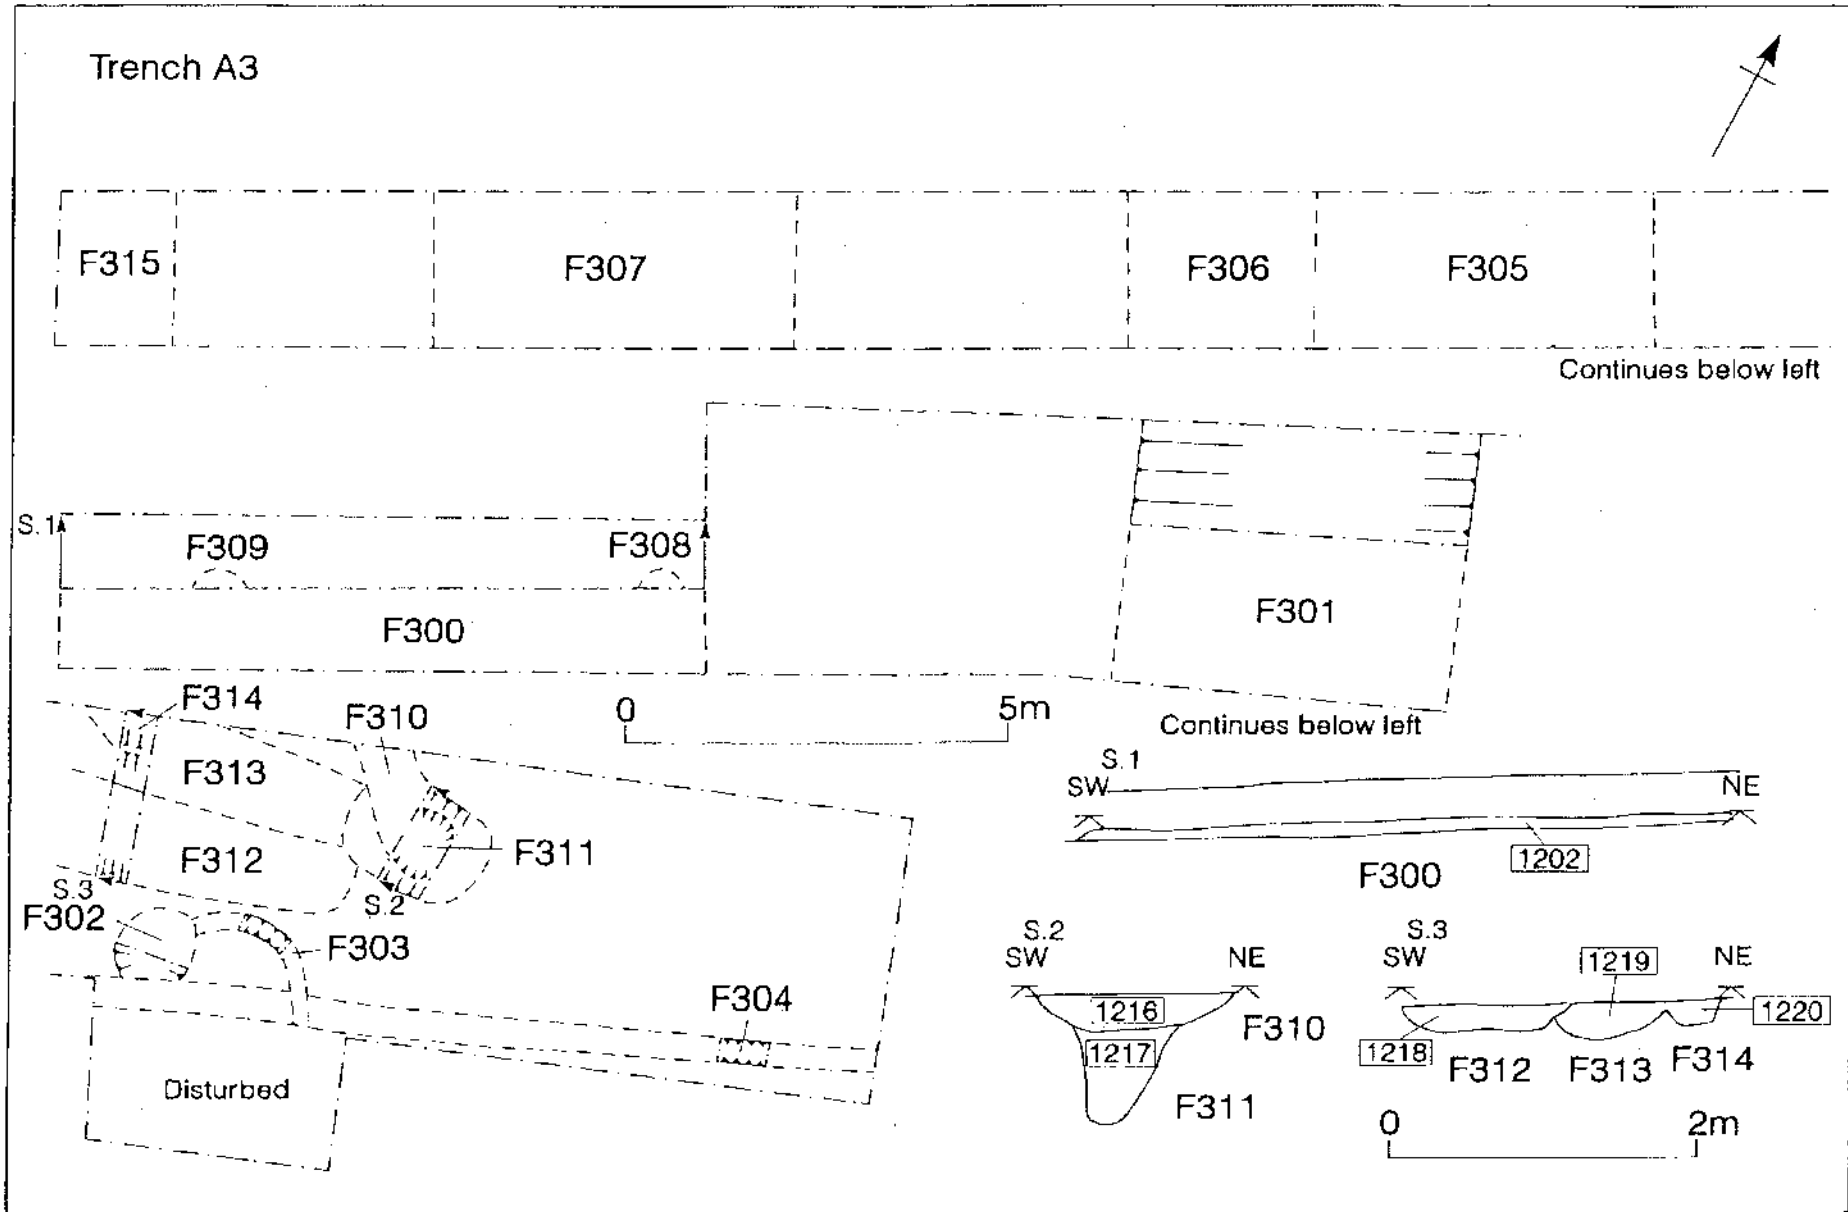 Trench A3
F315
F307
F306
F305
Continues below left
S.1
F309
F308
F300
F301
Continues below left
F314
F310
0
5m
F313
F312
F311
S.3
S.2
F302
F303
F304
Disturbed
S.1
SW
NE
1202
F300
S.2
SW
NE
1216
1217
F310
F311
S.3
SW
NE
1219
1220
1218
F312
F313
F314
0
2m